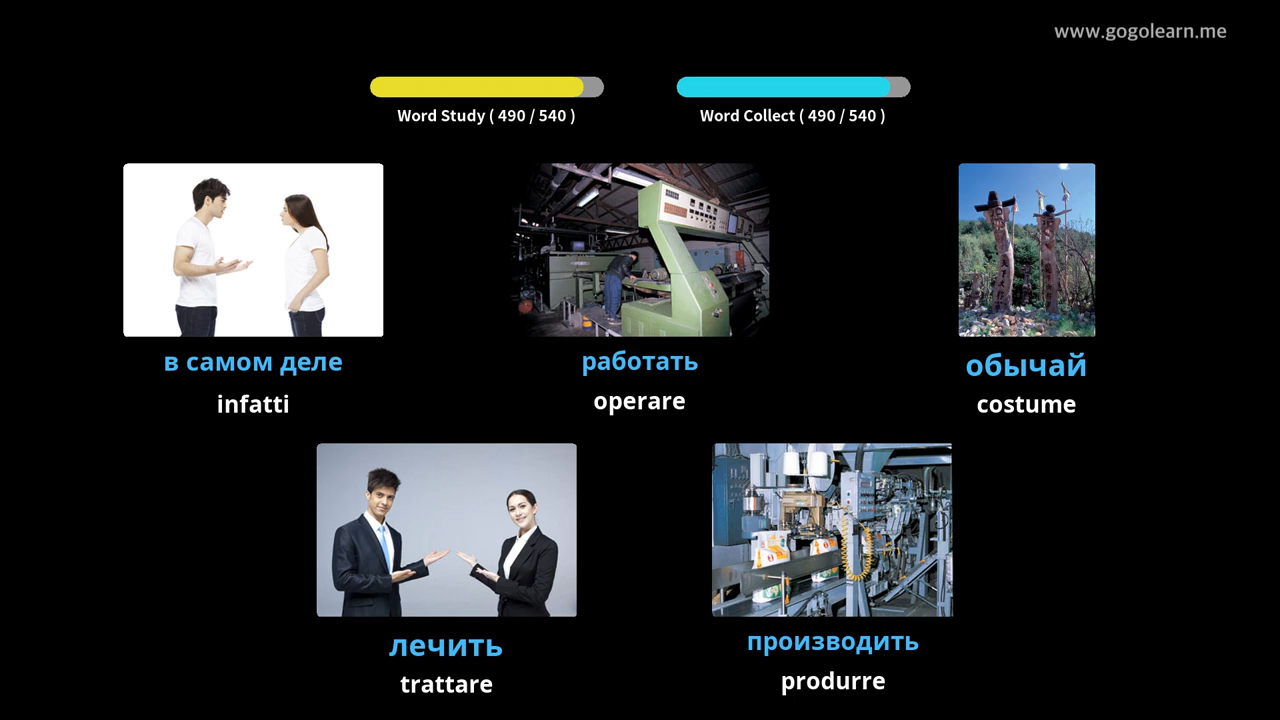 www.gogolearn.me
Word Study ( 490 / 540 )
Word Collect ( 490 / 540 )
в самом деле
infatti
работать
operare
обычай
costume
лечить
trattare
производить
produrre